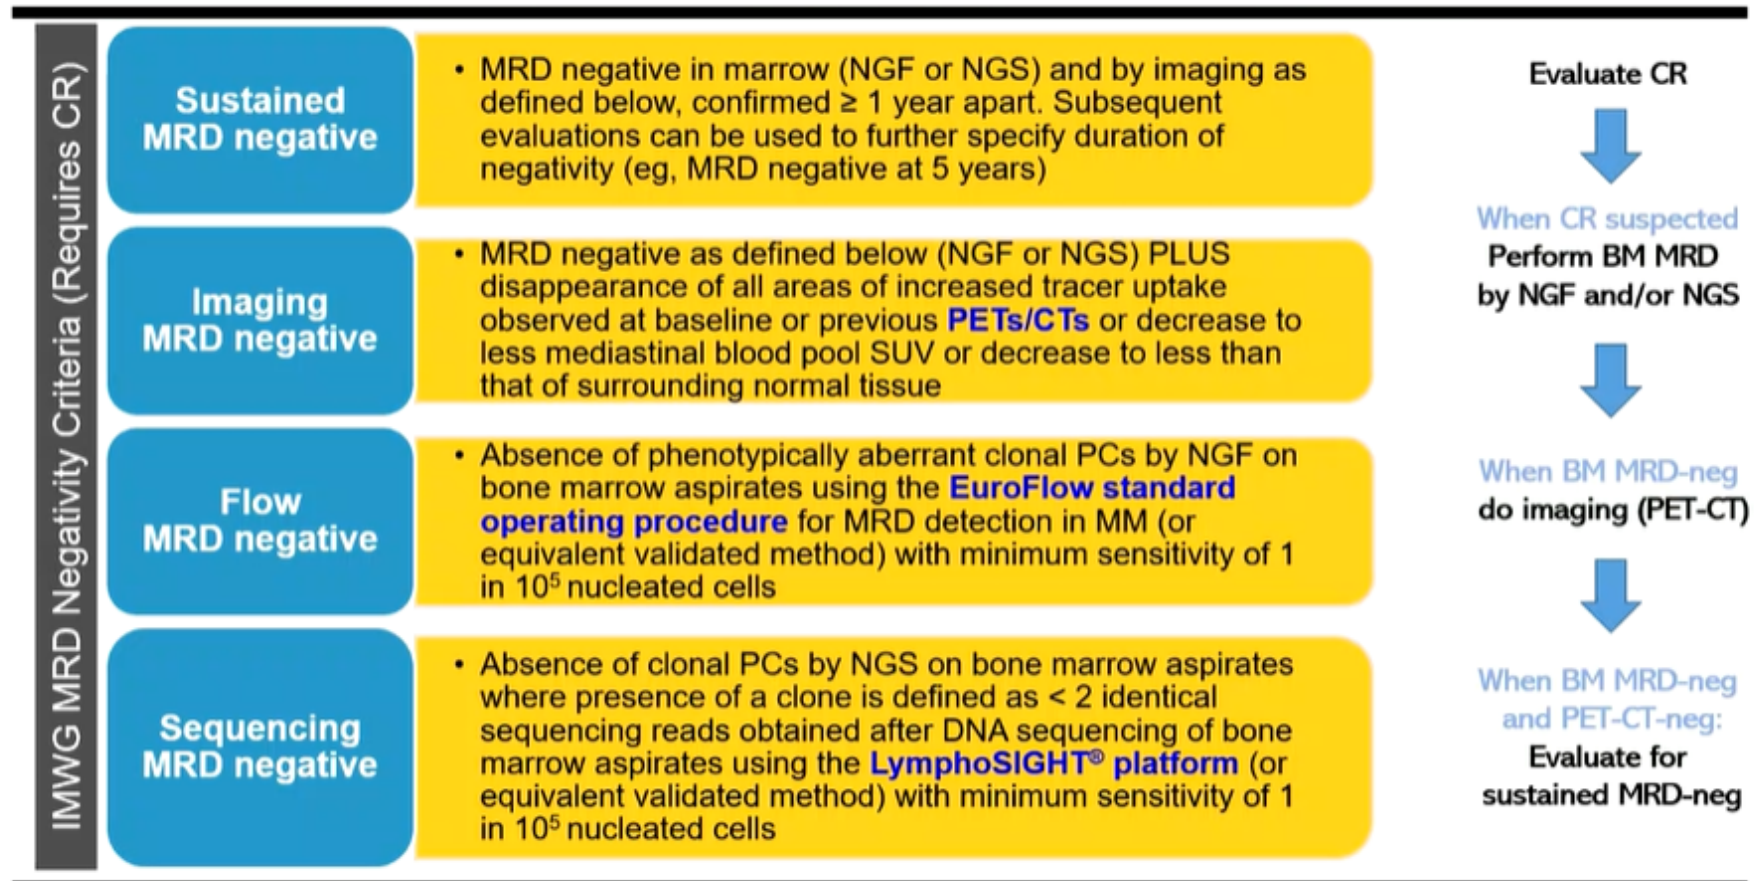 IMWG MRD Negativity Criteria (Requires CR)
Sustained
MRD negative
• MRD negative in marrow (NGF or NGS) and by imaging as
defined below, confirmed ≥ 1 year apart. Subsequent
evaluations can be used to further specify duration of
negativity (eg, MRD negative at 5 years)
Imaging
MRD negative
• MRD negative as defined below (NGF or NGS) PLUS
disappearance of all areas of increased tracer uptake
observed at baseline or previous PETs/CTs or decrease to
less mediastinal blood pool SUV or decrease to less than
that of surrounding normal tissue
Flow
MRD negative
• Absence of phenotypically aberrant clonal PCs by NGF on
bone marrow aspirates using the EuroFlow standard
operating procedure for MRD detection in MM (or
equivalent validated method) with minimum sensitivity of 1
in 10⁵ nucleated cells
Sequencing
MRD negative
• Absence of clonal PCs by NGS on bone marrow aspirates
where presence of a clone is defined as < 2 identical
sequencing reads obtained after DNA sequencing of bone
marrow aspirates using the LymphoSIGHT® platform (or
equivalent validated method) with minimum sensitivity of 1
in 10⁵ nucleated cells
Evaluate CR
When CR suspected
Perform BM MRD
by NGF and/or NGS
When BM MRD-neg
do imaging (PET-CT)
When BM MRD-neg
and PET-CT-neg:
Evaluate for
sustained MRD-neg